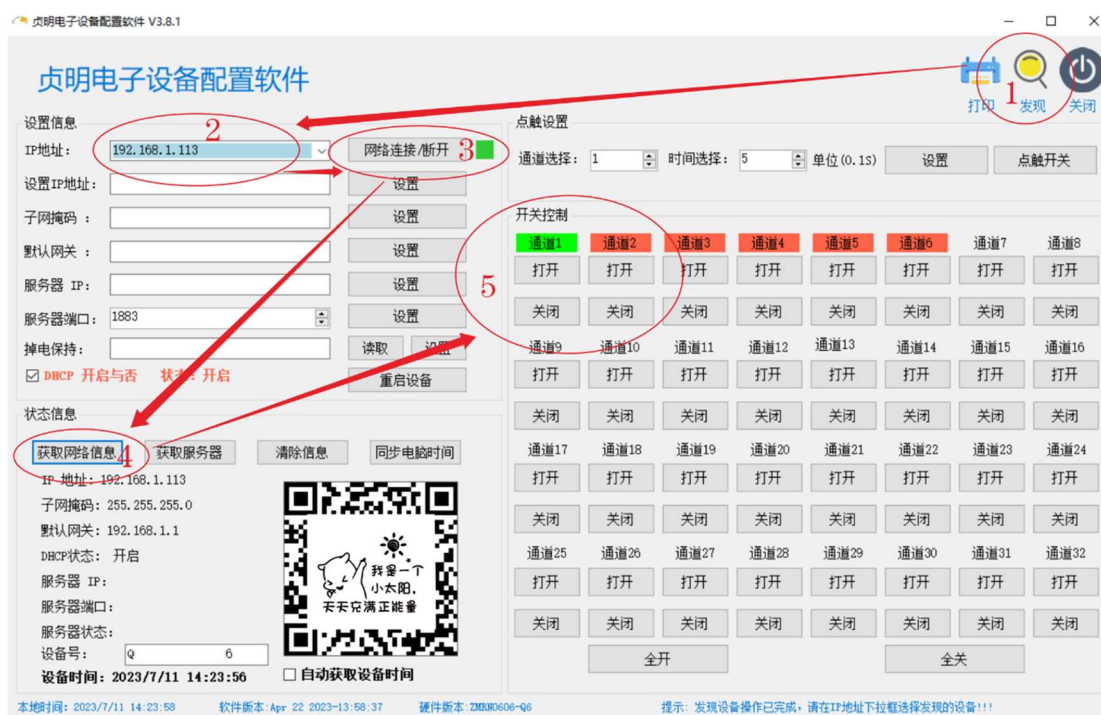 贞明电子设备配置软件 V3.8.1
贞明电子设备配置软件
打印 1 发现 关闭
设置信息
IP地址： 192.168.1.113 2 网络连接/断开 3
设置IP地址： 设置
子网掩码 ： 设置
默认网关 ： 设置
服务器 IP： 设置
服务器端口： 1883 设置
掉电保持： 读取 设置
DHCP 开启与否 状态：开启 重启设备
点触设置
通道选择： 1 时间选择： 5 单位(0.1S) 设置 点触开关
开关控制
通道1 通道2 通道3 通道4 通道5 通道6 通道7 通道8
打开 打开 打开 打开 打开 打开 打开 打开
5
关闭 关闭 关闭 关闭 关闭 关闭 关闭 关闭
通道9 通道10 通道11 通道12 通道13 通道14 通道15 通道16
打开 打开 打开 打开 打开 打开 打开 打开
关闭 关闭 关闭 关闭 关闭 关闭 关闭 关闭
通道17 通道18 通道19 通道20 通道21 通道22 通道23 通道24
打开 打开 打开 打开 打开 打开 打开 打开
关闭 关闭 关闭 关闭 关闭 关闭 关闭 关闭
通道25 通道26 通道27 通道28 通道29 通道30 通道31 通道32
打开 打开 打开 打开 打开 打开 打开 打开
关闭 关闭 关闭 关闭 关闭 关闭 关闭 关闭
全开 全关
状态信息
获取网络信息 4 获取服务器 清除信息 同步电脑时间
IP 地址：192.168.1.113
子网掩码：255.255.255.0
默认网关：192.168.1.1
DHCP状态： 开启
服务器 IP：
服务器端口：
服务器状态：
设备号： Q 6
设备时间：2023/7/11 14:23:56 自动获取设备时间
我是一个
小太阳，
天天充满正能量
本地时间：2023/7/11 14:23:58 软件版本:Apr 22 2023-13:58:37 硬件版本:ZMRN0606-Q6 提示：发现设备操作已完成，请在IP地址下拉框选择发现的设备!!!